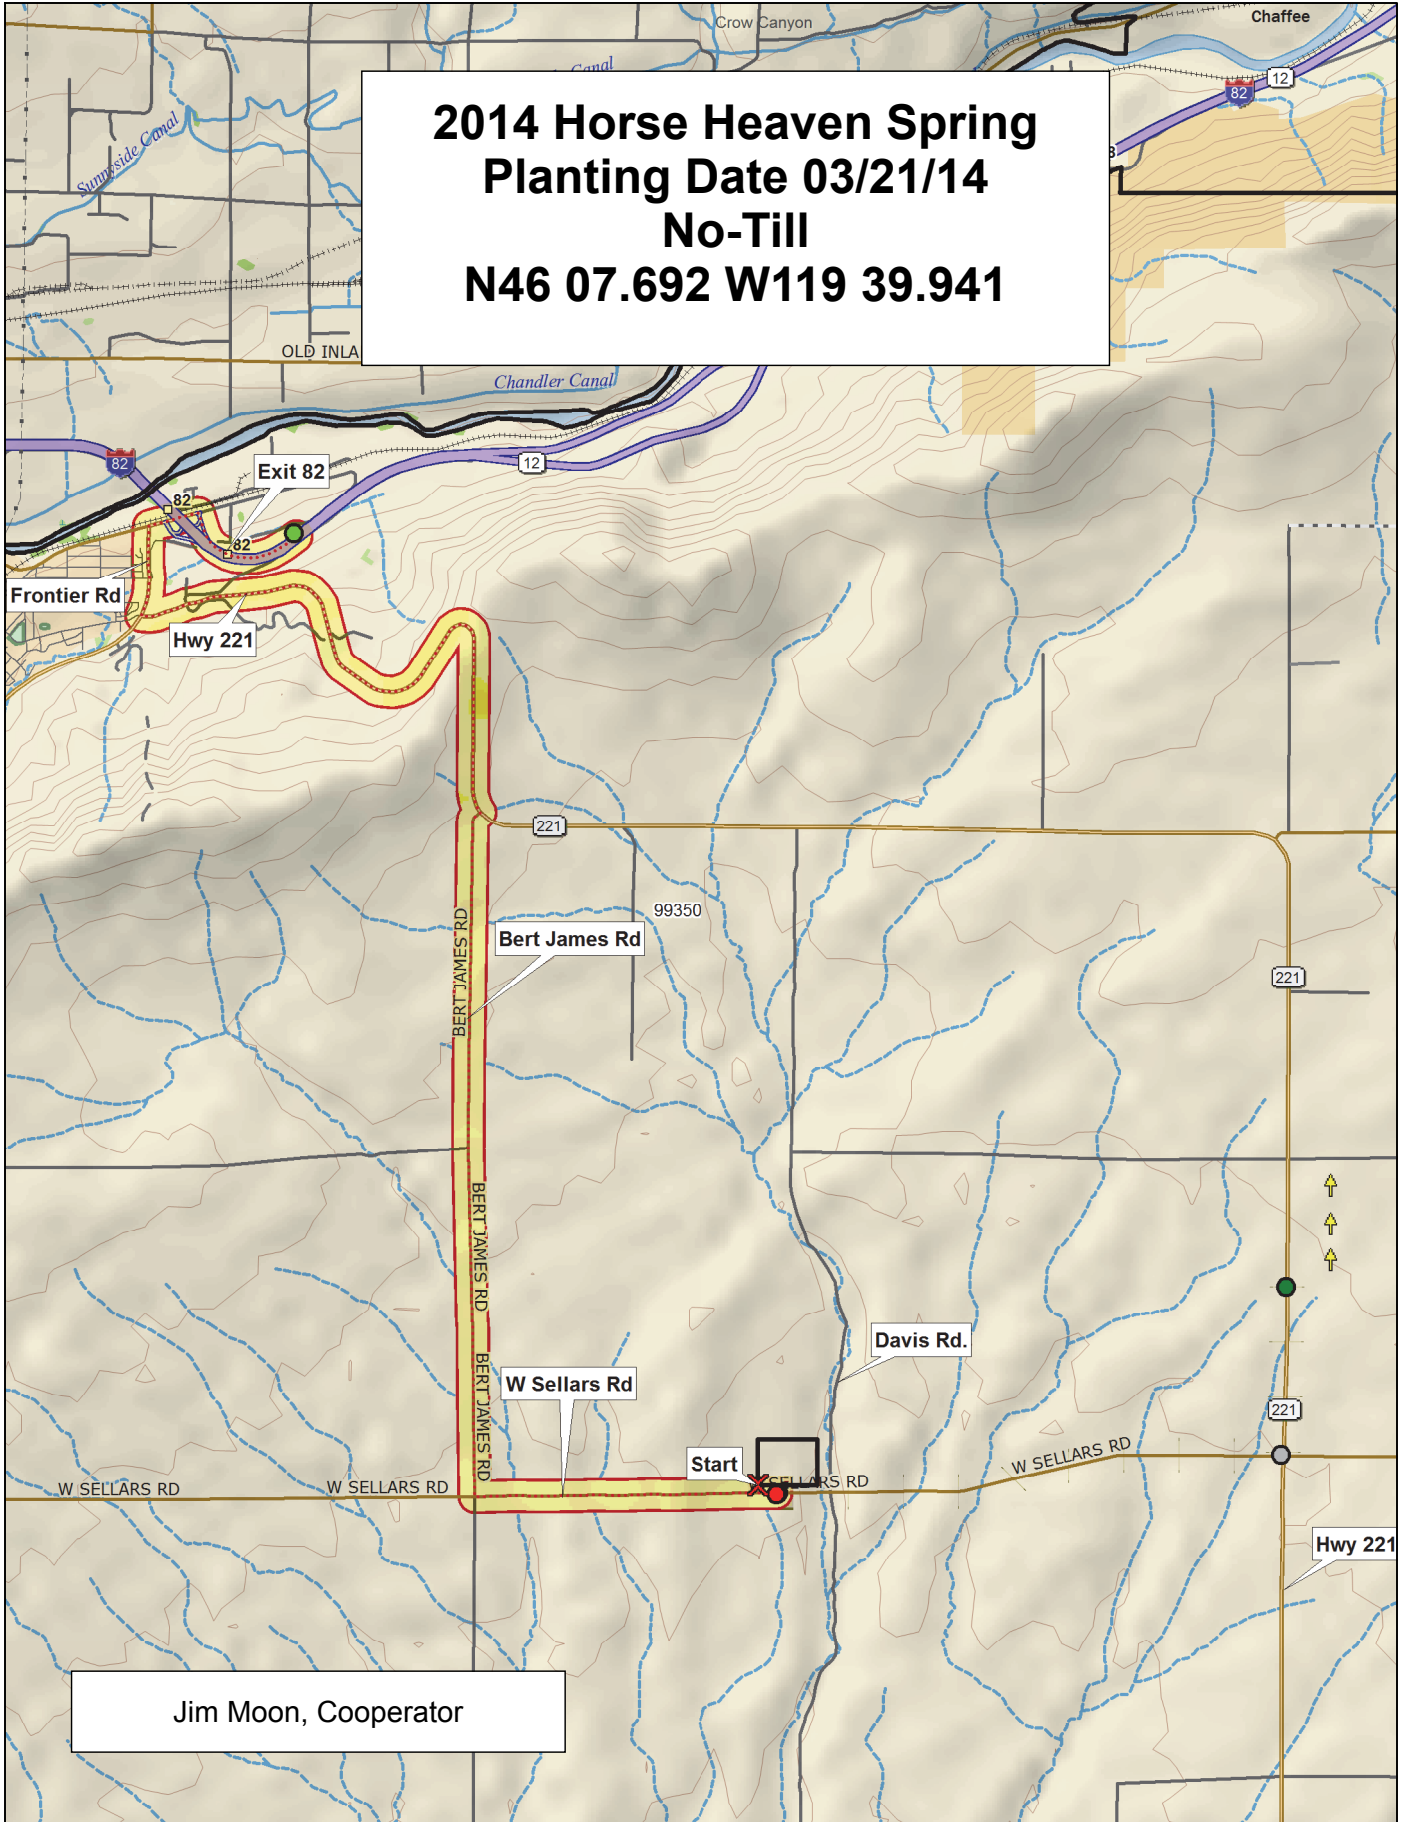 Crow Canyon
Chaffee
Canal
12
82
2014 Horse Heaven Spring
Planting Date 03/21/14
No-Till
N46 07.692 W119 39.941
Sunnyside Canal
OLD INLA
Chandler Canal
82
12
Exit 82
82
82
Frontier Rd
Hwy 221
221
99350
BERT JAMES RD
Bert James Rd
221
BERT JAMES RD
Davis Rd.
BERT JAMES RD
W Sellars Rd
221
Start
W SELLARS RD
W SELLARS RD
W SELLARS RD
SELLARS RD
Hwy 221
Jim Moon, Cooperator